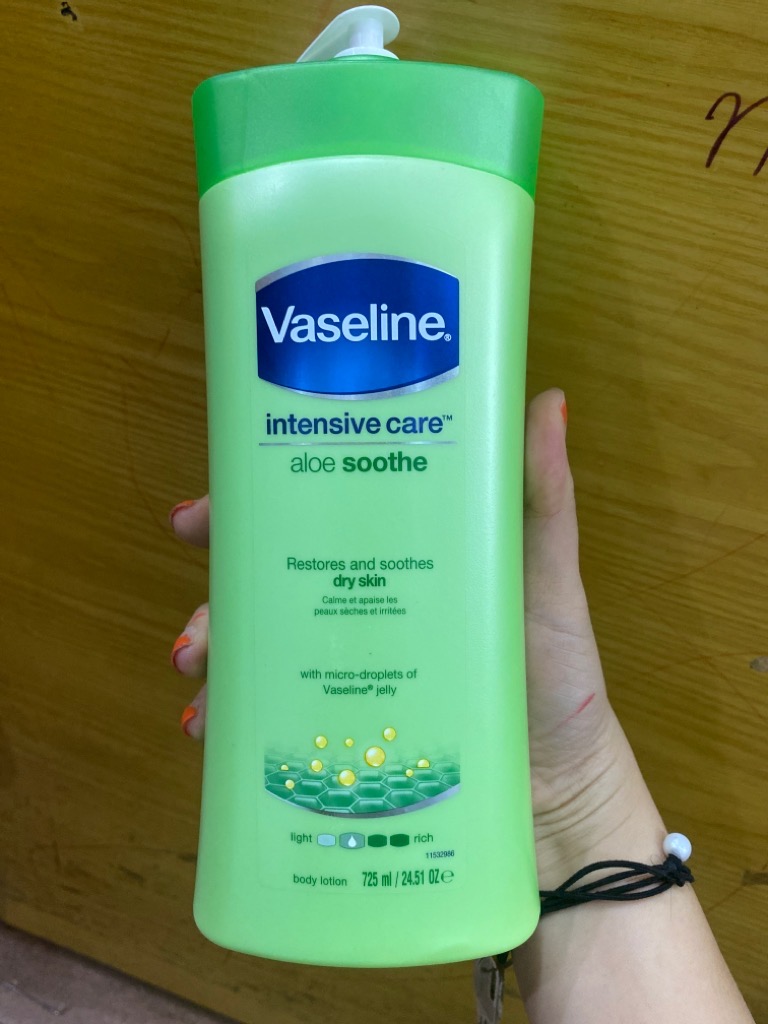 Vaseline®
intensive care™
aloe soothe
Restores and soothes
dry skin
Calme et apaise les
peaux sèches et irritées
with micro-droplets of
Vaseline® jelly
light rich
11532986
body lotion 725 ml / 24.51 OZ ℮